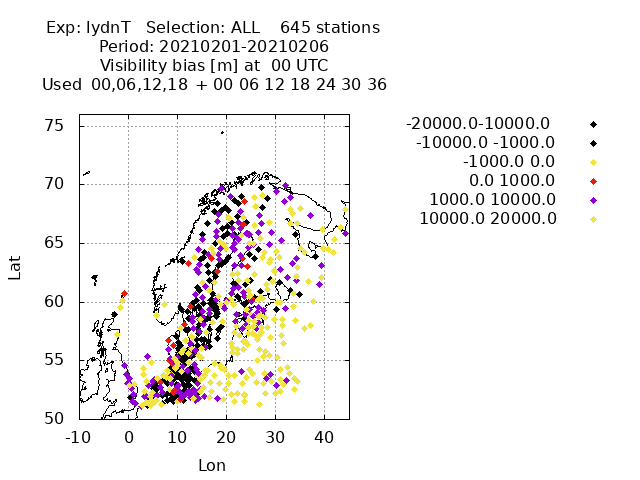 Exp: IydnT   Selection: ALL    645 stations
Period: 20210201-20210206
Visibility bias [m] at  00 UTC
Used  00,06,12,18  + 00 06 12 18 24 30 36
-20000.0-10000.0
-10000.0 -1000.0
-1000.0 0.0
0.0 1000.0
1000.0 10000.0
10000.0 20000.0
75
70
65
60
55
50
Lat
-10 0 10 20 30 40
Lon